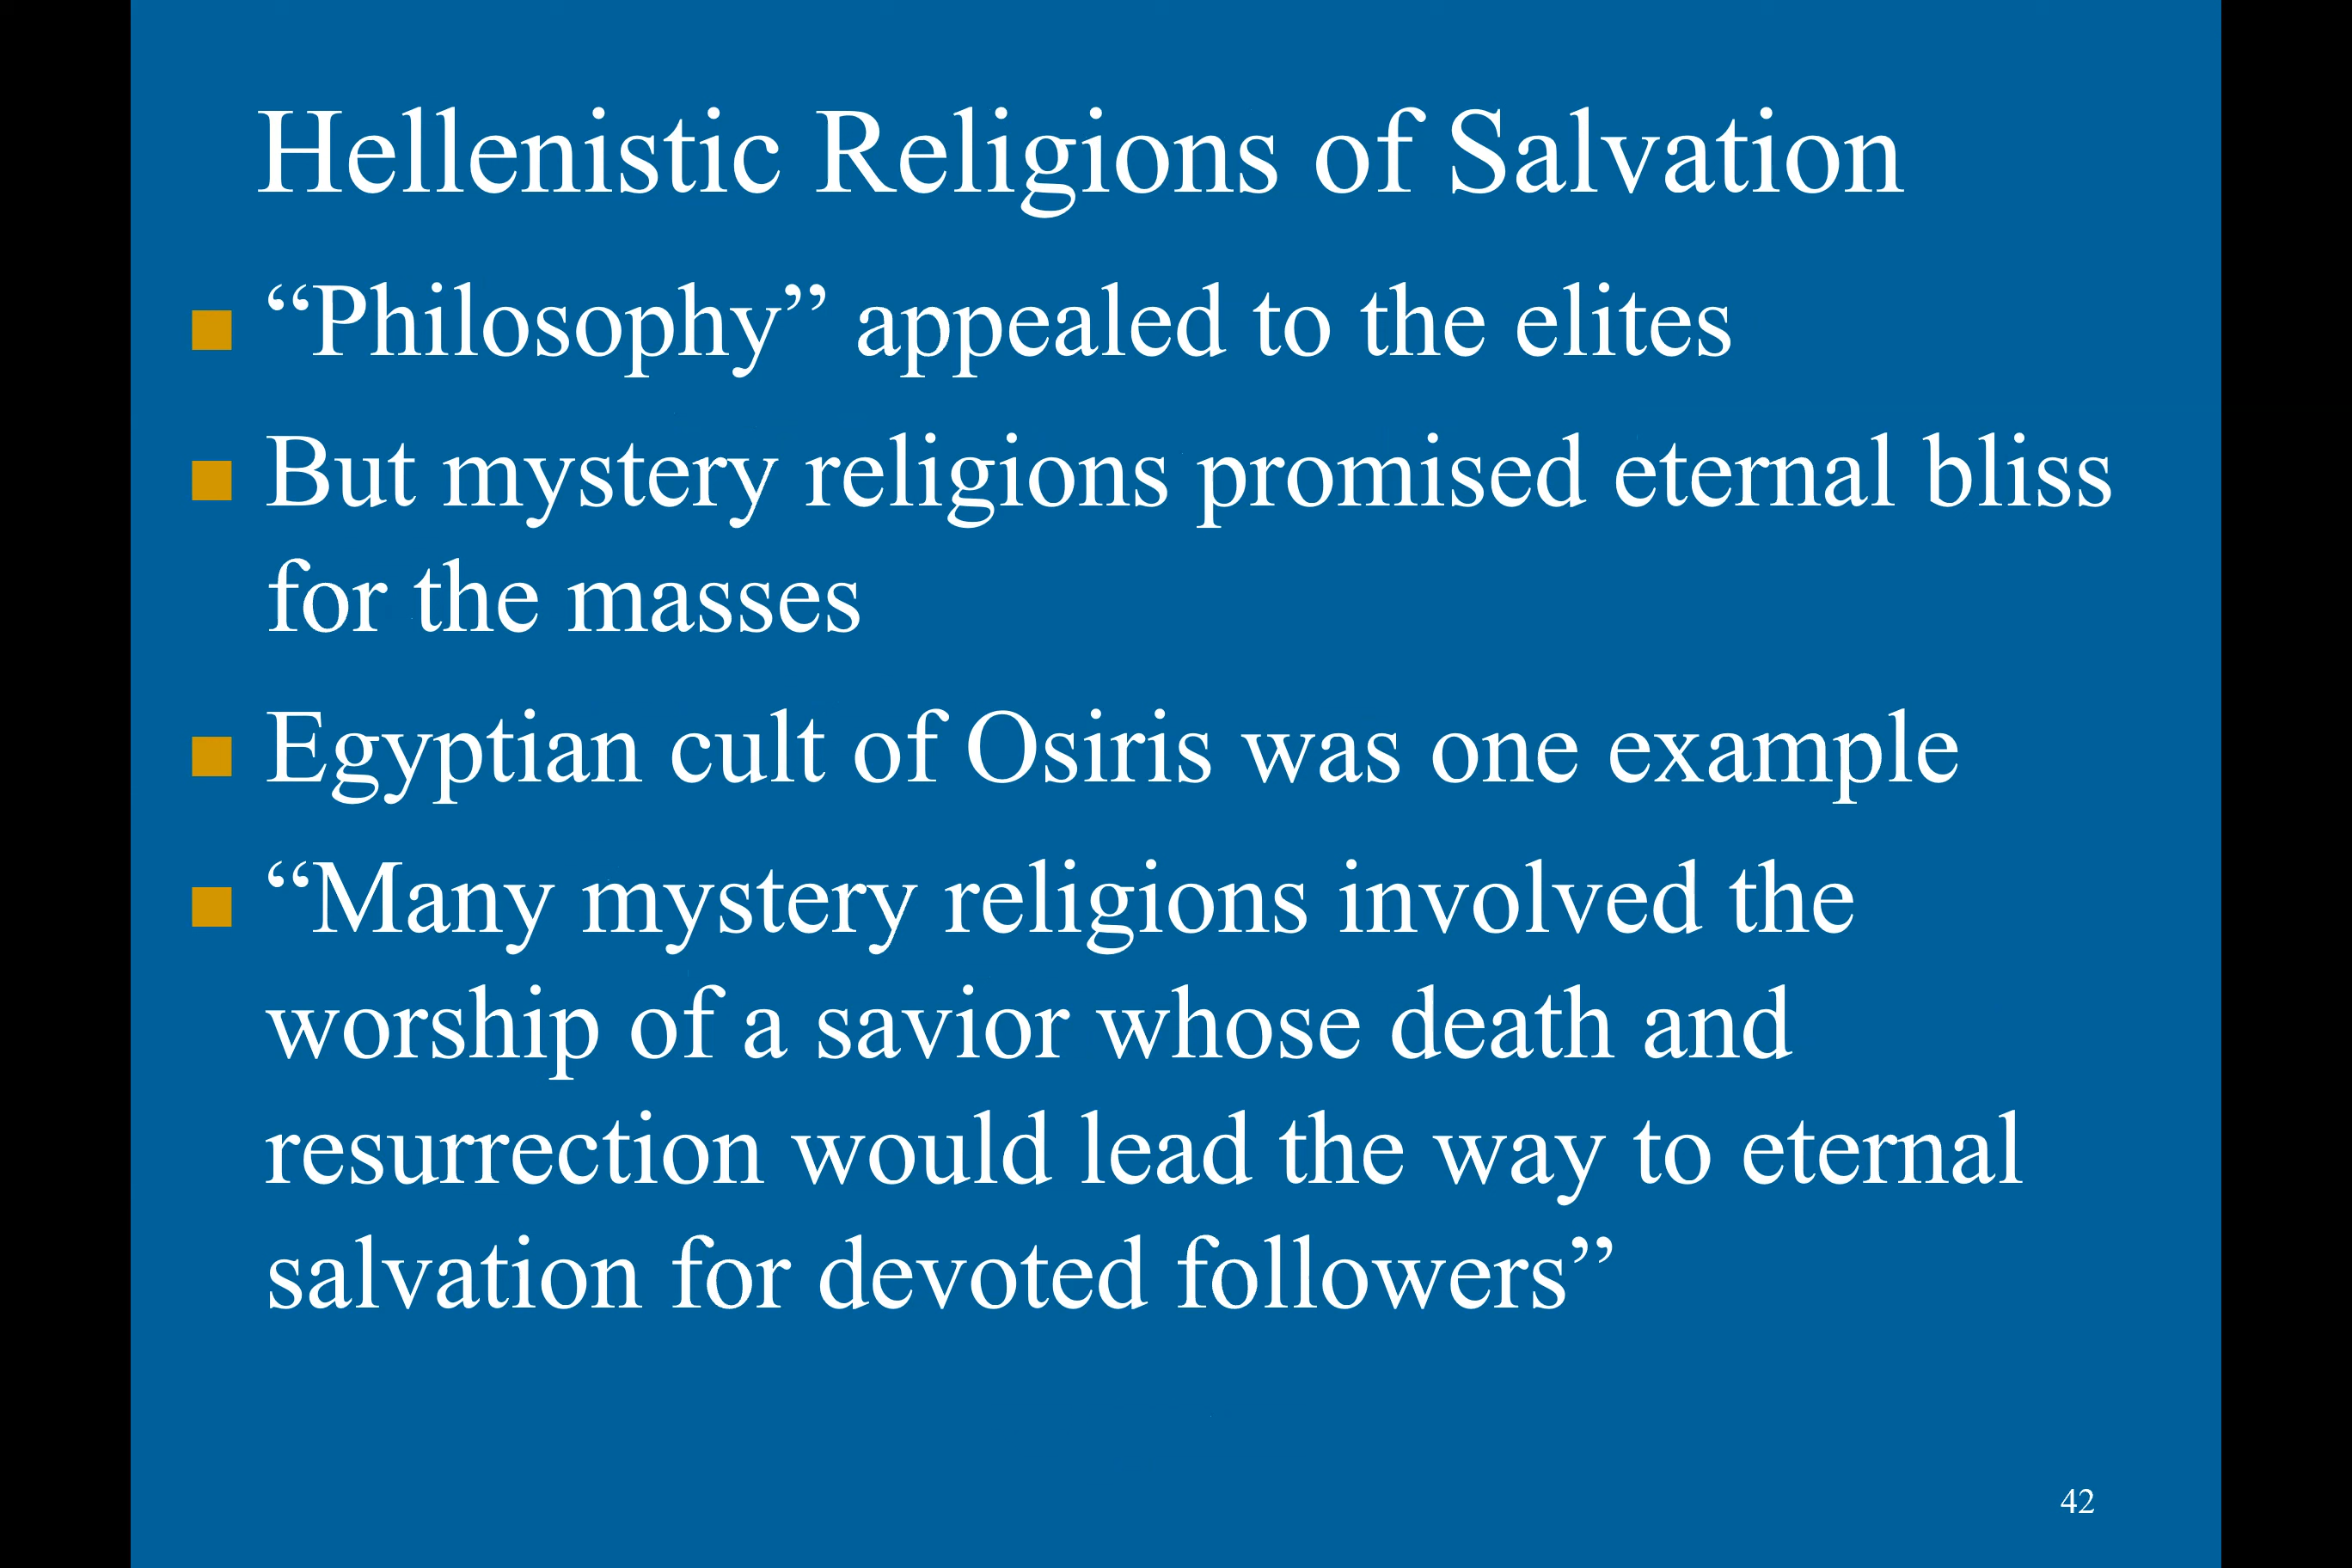 Hellenistic Religions of Salvation
“Philosophy” appealed to the elites
But mystery religions promised eternal bliss
for the masses
Egyptian cult of Osiris was one example
“Many mystery religions involved the
worship of a savior whose death and
resurrection would lead the way to eternal
salvation for devoted followers”
42